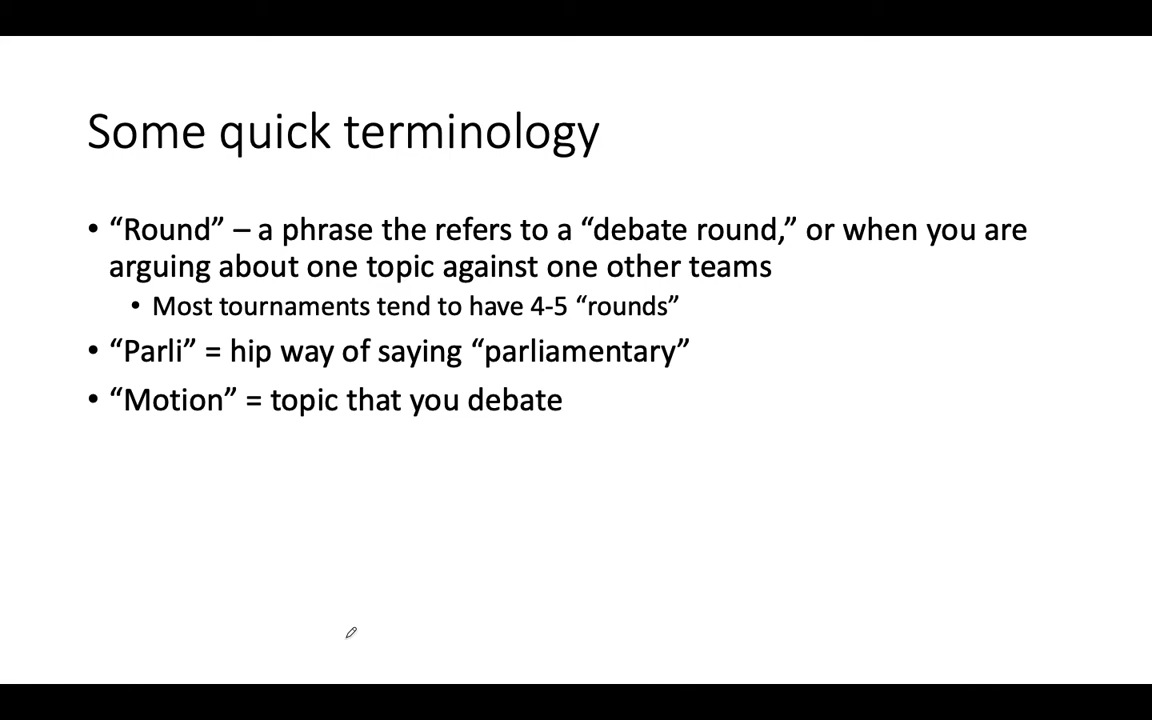 Some quick terminology
• “Round” – a phrase the refers to a “debate round,” or when you are
arguing about one topic against one other teams
• Most tournaments tend to have 4-5 “rounds”
• “Parli” = hip way of saying “parliamentary”
• “Motion” = topic that you debate